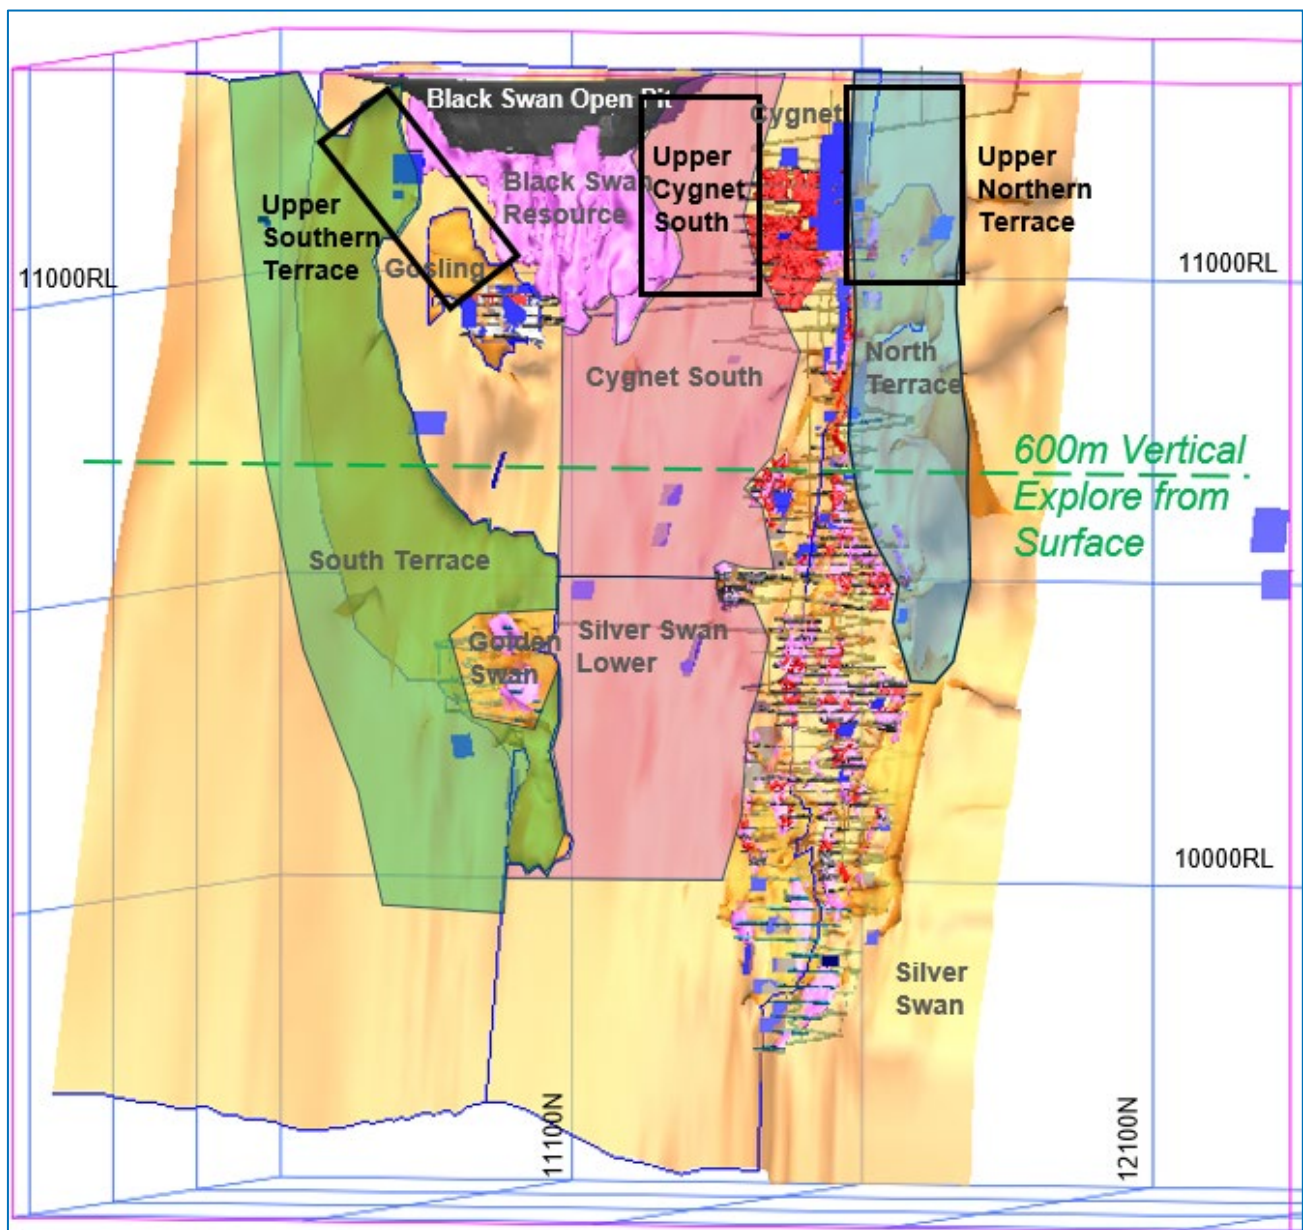 Black Swan Open Pit
Cygnet
Upper
Cygnet
South
Upper
Northern
Terrace
Black Swan
Resource
Upper
Southern
Terrace
Gosling
11000RL
11000RL
North
Terrace
Cygnet South
600m Vertical
Explore from
Surface
South Terrace
Golden
Swan
Silver Swan
Lower
10000RL
Silver
Swan
11100N
12100N